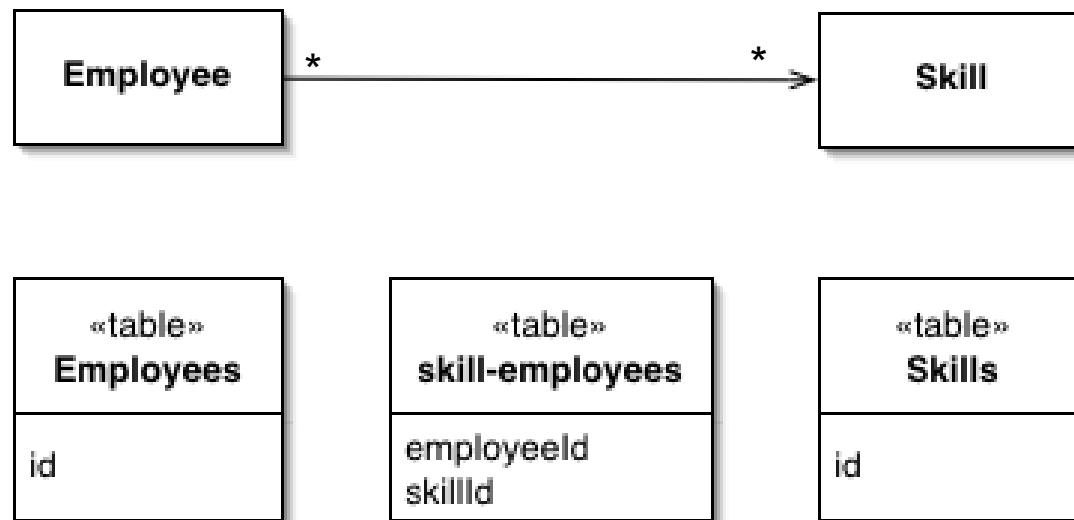 Employee
*
*
Skill
«table»
Employees
id
«table»
skill-employees
employeeId
skillId
«table»
Skills
id